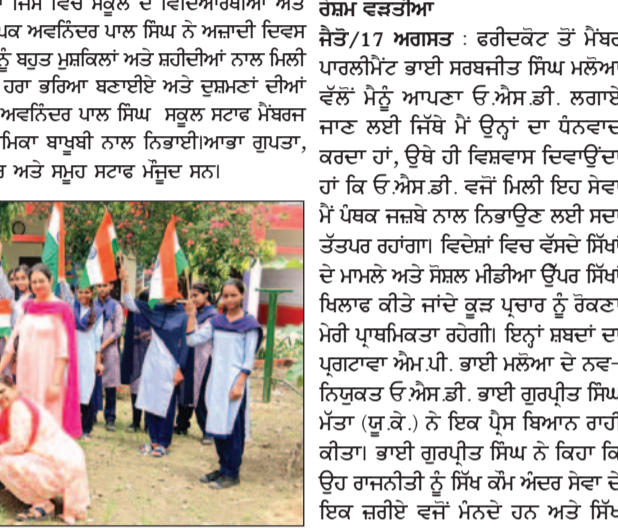 ਜਿਸ ਵਿਚ ਸਕੂਲ ਦੇ ਵਿਦਿਆਰਥੀਆਂ ਅਤੇ
ਅਵਨਿੰਦਰ ਪਾਲ ਸਿੰਘ ਨੇ ਅਜ਼ਾਦੀ ਦਿਵਸ
ਨੂੰ ਬਹੁਤ ਮੁਸ਼ਕਿਲਾਂ ਅਤੇ ਸ਼ਹੀਦੀਆਂ ਨਾਲ ਮਿਲੀ
ਹਰਾ ਭਰਿਆ ਬਣਾਈਏ ਅਤੇ ਦੁਸ਼ਮਣਾਂ ਦੀਆਂ
ਅਵਨਿੰਦਰ ਪਾਲ ਸਿੰਘ ਸਕੂਲ ਸਟਾਫ ਮੈਂਬਰਜ
ਬਾਖੂਬੀ ਨਾਲ ਨਿਭਾਈ।ਆਭਾ ਗੁਪਤਾ,
ਅਤੇ ਸਮੂਹ ਸਟਾਫ ਮੌਜੂਦ ਸਨ।
ਰੇਸ਼ਮ ਵੜਤੀਆ
ਜੈਤੋ/17 ਅਗਸਤ : ਫਰੀਦਕੋਟ ਤੋਂ ਮੈਂਬਰ
ਪਾਰਲੀਮੈਂਟ ਭਾਈ ਸਰਬਜੀਤ ਸਿੰਘ ਮਲੋਆ
ਵੱਲੋਂ ਮੈਨੂੰ ਆਪਣਾ ਓ.ਐਸ.ਡੀ. ਲਗਾਏ
ਜਾਣ ਲਈ ਜਿੱਥੇ ਮੈਂ ਉਨ੍ਹਾਂ ਦਾ ਧੰਨਵਾਦ
ਕਰਦਾ ਹਾਂ, ਉਥੇ ਹੀ ਵਿਸ਼ਵਾਸ ਦਿਵਾਉਂਦਾ
ਹਾਂ ਕਿ ਓ.ਐਸ.ਡੀ. ਵਜੋਂ ਮਿਲੀ ਇਹ ਸੇਵਾ
ਮੈਂ ਪੰਥਕ ਜਜ਼ਬੇ ਨਾਲ ਨਿਭਾਉਣ ਲਈ ਸਦਾ
ਤੱਤਪਰ ਰਹਾਂਗਾ। ਵਿਦੇਸ਼ਾਂ ਵਿਚ ਵੱਸਦੇ ਸਿੱਖਾਂ
ਦੇ ਮਾਮਲੇ ਅਤੇ ਸੋਸ਼ਲ ਮੀਡੀਆ ਉੱਪਰ ਸਿੱਖਾਂ
ਖਿਲਾਫ ਕੀਤੇ ਜਾਂਦੇ ਕੂੜ ਪ੍ਰਚਾਰ ਨੂੰ ਰੋਕਣਾ
ਮੇਰੀ ਪ੍ਰਾਥਮਿਕਤਾ ਰਹੇਗੀ। ਇਨ੍ਹਾਂ ਸ਼ਬਦਾਂ ਦਾ
ਪ੍ਰਗਟਾਵਾ ਐਮ.ਪੀ. ਭਾਈ ਮਲੋਆ ਦੇ ਨਵ-
ਨਿਯੁਕਤ ਓ.ਐਸ.ਡੀ. ਭਾਈ ਗੁਰਪ੍ਰੀਤ ਸਿੰਘ
ਮੱਤਾ (ਯੂ.ਕੇ.) ਨੇ ਇਕ ਪ੍ਰੈਸ ਬਿਆਨ ਰਾਹੀਂ
ਕੀਤਾ। ਭਾਈ ਗੁਰਪ੍ਰੀਤ ਸਿੰਘ ਨੇ ਕਿਹਾ ਕਿ
ਉਹ ਰਾਜਨੀਤੀ ਨੂੰ ਸਿੱਖ ਕੌਮ ਅੰਦਰ ਸੇਵਾ ਦੇ
ਇਕ ਜ਼ਰੀਏ ਵਜੋਂ ਮੰਨਦੇ ਹਨ ਅਤੇ ਸਿੱਖ